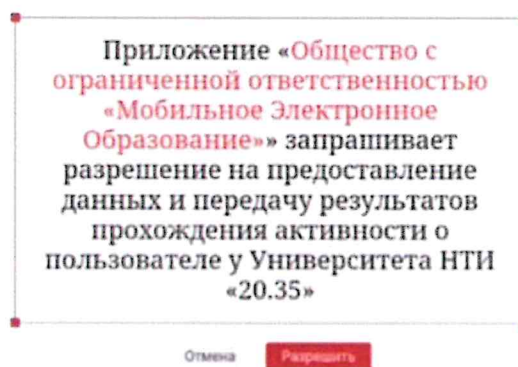 Приложение «Общество с
ограниченной ответственностью
«Мобильное Электронное
Образование»» запрашивает
разрешение на предоставление
данных и передачу результатов
прохождения активности о
пользователе у Университета НТИ
«20.35»
Отмена Разрешить